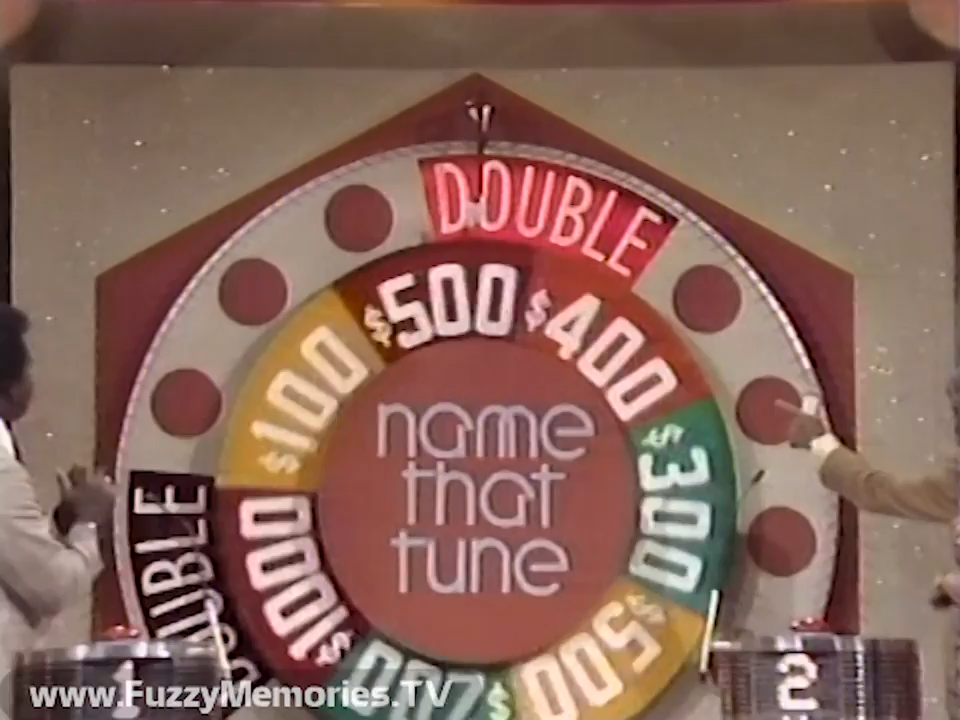 DOUBLE
$500
$400
$100
$300
name
that
tune
DOUBLE
$1000
$500
$200
1
2
www.FuzzyMemories.TV